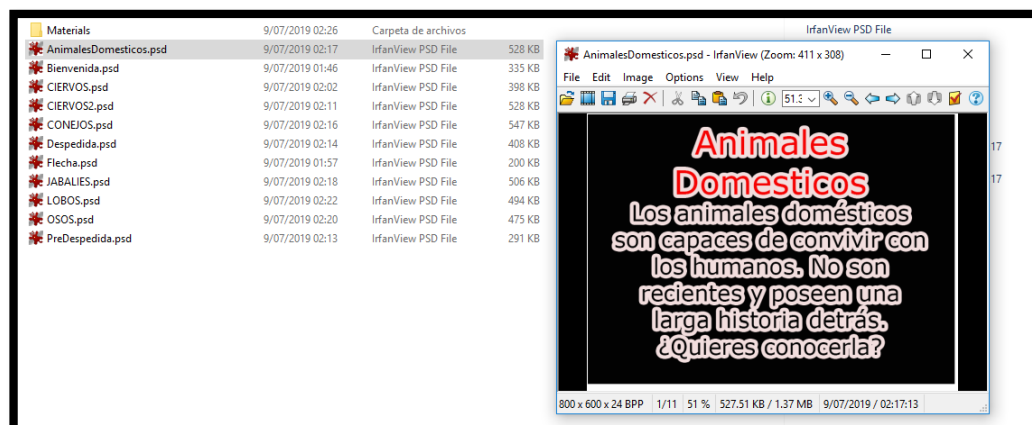 Materials 9/07/2019 02:26 Carpeta de archivos
AnimalesDomesticos.psd 9/07/2019 02:17 IrfanView PSD File 528 KB
Bienvenida.psd 9/07/2019 01:46 IrfanView PSD File 335 KB
CIERVOS.psd 9/07/2019 02:02 IrfanView PSD File 398 KB
CIERVOS2.psd 9/07/2019 02:11 IrfanView PSD File 528 KB
CONEJOS.psd 9/07/2019 02:16 IrfanView PSD File 547 KB
Despedida.psd 9/07/2019 02:14 IrfanView PSD File 408 KB
Flecha.psd 9/07/2019 01:57 IrfanView PSD File 200 KB
JABALIES.psd 9/07/2019 02:18 IrfanView PSD File 506 KB
LOBOS.psd 9/07/2019 02:22 IrfanView PSD File 494 KB
OSOS.psd 9/07/2019 02:20 IrfanView PSD File 475 KB
PreDespedida.psd 9/07/2019 02:13 IrfanView PSD File 291 KB
IrfanView PSD File
AnimalesDomesticos.psd - IrfanView (Zoom: 411 x 308)
File Edit Image Options View Help
Animales
Domesticos
Los animales domésticos
son capaces de convivir con
los humanos. No son
recientes y poseen una
larga historia detrás.
¿Quieres conocerla?
800 x 600 x 24 BPP 1/11 51 % 527.51 KB / 1.37 MB 9/07/2019 / 02:17:13
17
17